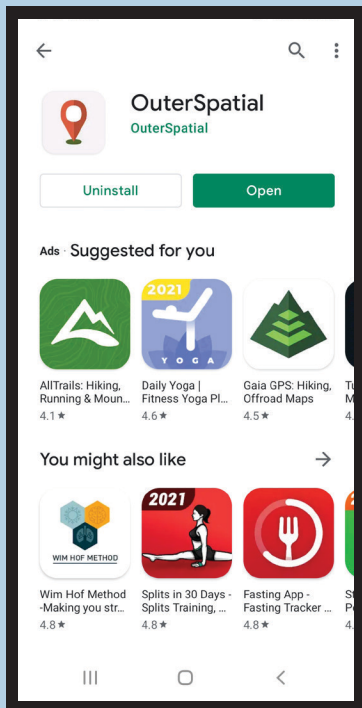 OuterSpatial
OuterSpatial
Uninstall
Open
Ads · Suggested for you
2021
YOGA
AllTrails: Hiking,
Running & Moun...
4.1★
Daily Yoga |
Fitness Yoga Pl...
4.6★
Gaia GPS: Hiking,
Offroad Maps
4.5★
You might also like
WIM HOF METHOD
2021
Wim Hof Method
-Making you str...
4.8★
Splits in 30 Days -
Splits Training, ...
4.8★
Fasting App -
Fasting Tracker ...
4.8★